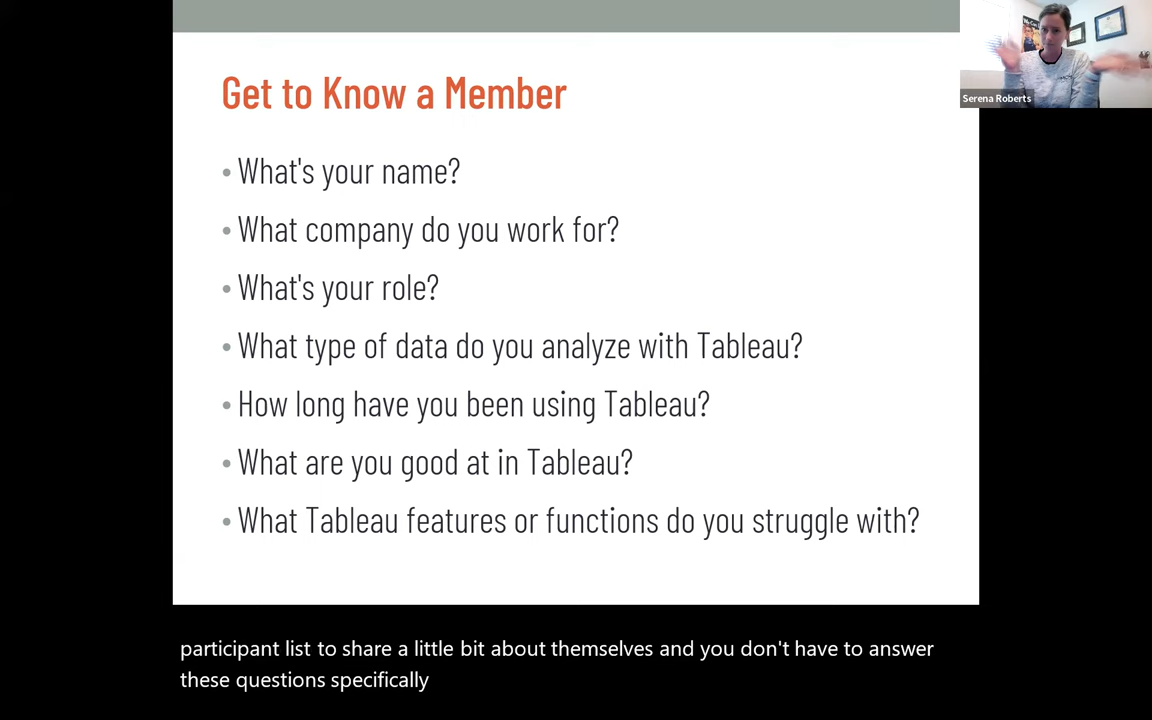 Get to Know a Member
• What's your name?
• What company do you work for?
• What's your role?
• What type of data do you analyze with Tableau?
• How long have you been using Tableau?
• What are you good at in Tableau?
• What Tableau features or functions do you struggle with?
Serena Roberts
participant list to share a little bit about themselves and you don't have to answer
these questions specifically